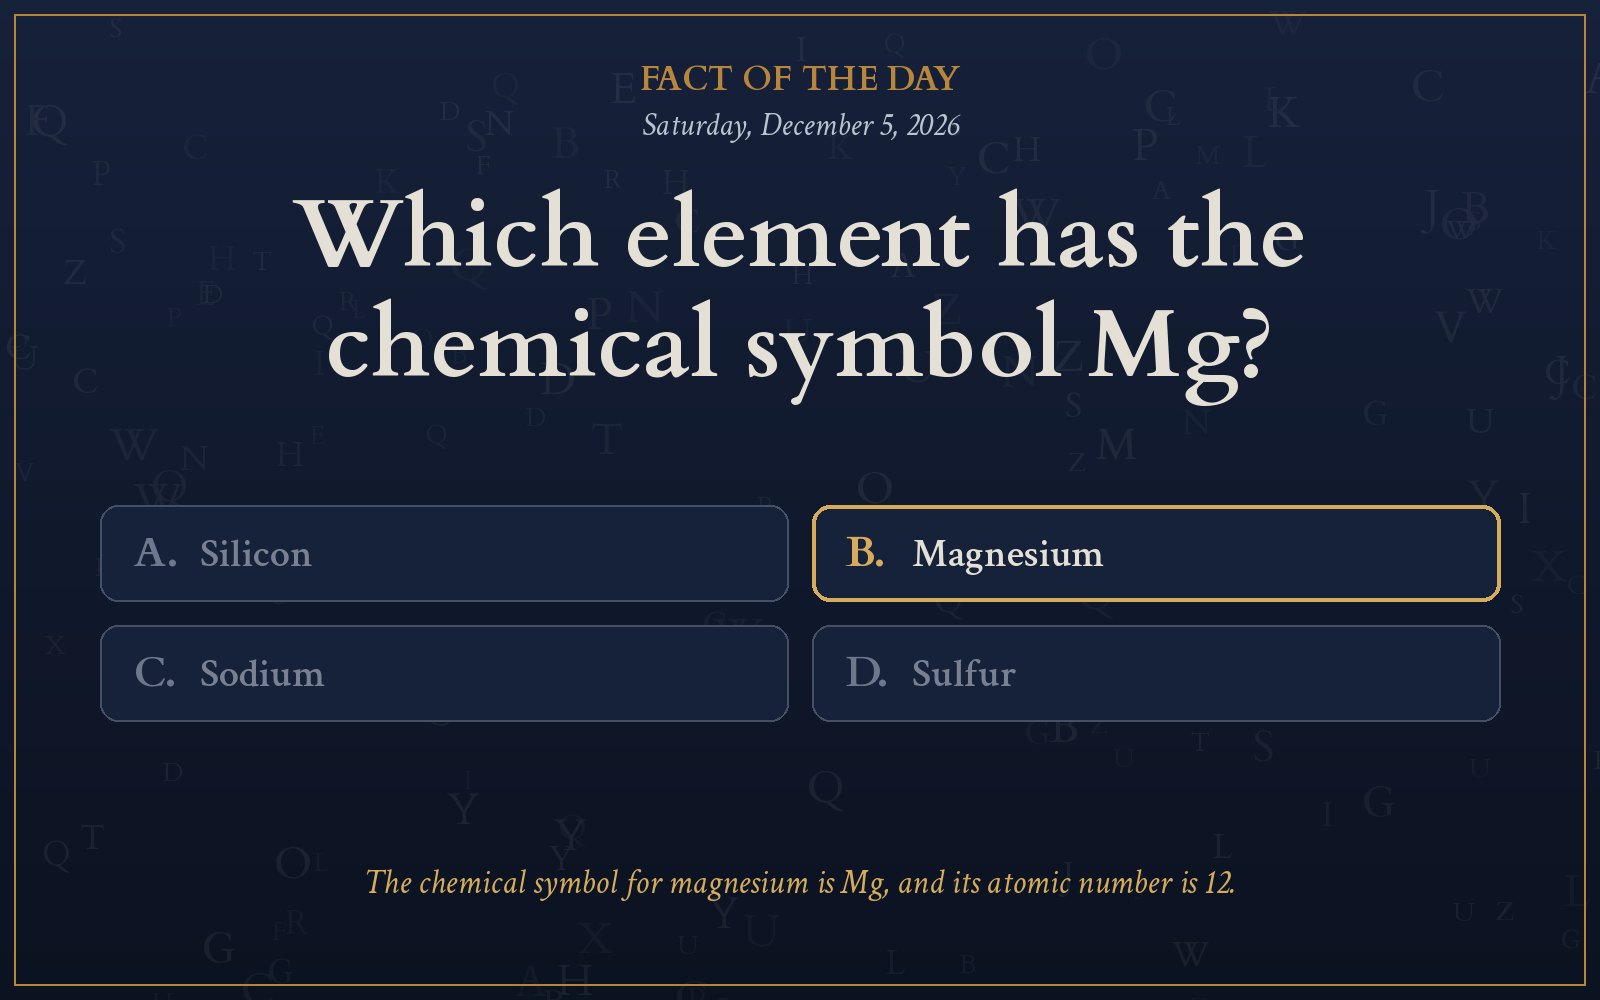 FACT OF THE DAY
Saturday, December 5, 2026
Which element has the
chemical symbol Mg?
A. Silicon
B. Magnesium
C. Sodium
D. Sulfur
The chemical symbol for magnesium is Mg, and its atomic number is 12.